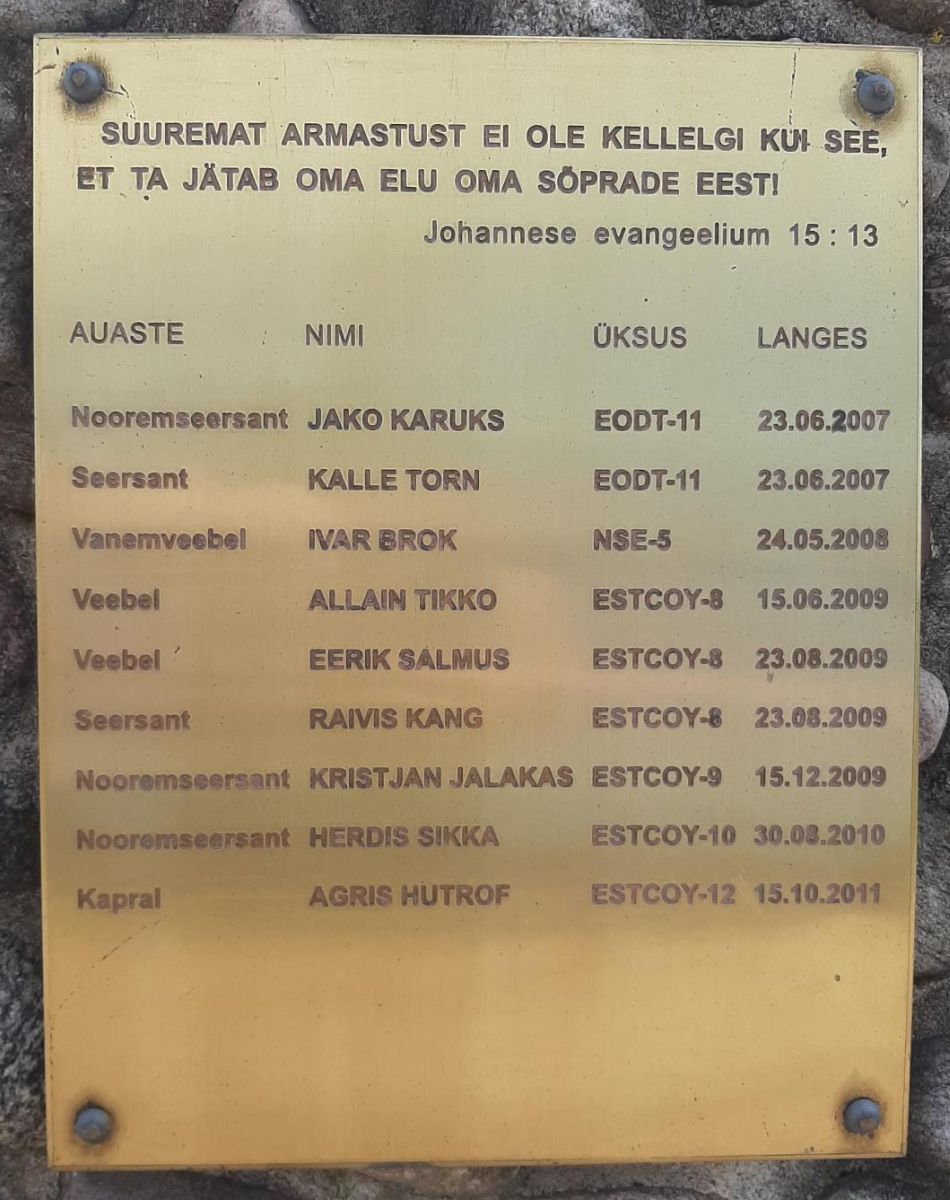 SUUREMAT ARMASTUST EI OLE KELLELGI KUI SEE,
ET TA JÄTAB OMA ELU OMA SÕPRADE EEST!
Johannese evangeelium 15 : 13
AUASTE NIMI ÜKSUS LANGES
Nooremseersant JAKO KARUKS EODT-11 23.06.2007
Seersant KALLE TORN EODT-11 23.06.2007
Vanemveebel IVAR BROK NSE-5 24.05.2008
Veebel ALLAIN TIKKO ESTCOY-8 15.06.2009
Veebel EERIK SALMUS ESTCOY-8 23.08.2009
Seersant RAIVIS KANG ESTCOY-8 23.08.2009
Nooremseersant KRISTJAN JALAKAS ESTCOY-9 15.12.2009
Nooremseersant HERDIS SIKKA ESTCOY-10 30.08.2010
Kapral AGRIS HUTROF ESTCOY-12 15.10.2011